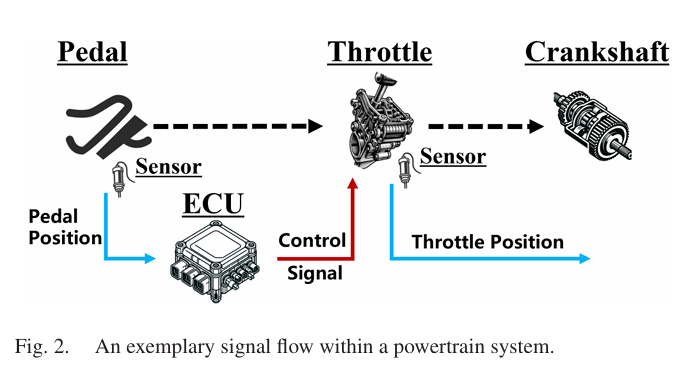 Pedal
Throttle
Crankshaft
Sensor
Sensor
ECU
Pedal
Position
Control
Signal
Throttle Position
Fig. 2. An exemplary signal flow within a powertrain system.